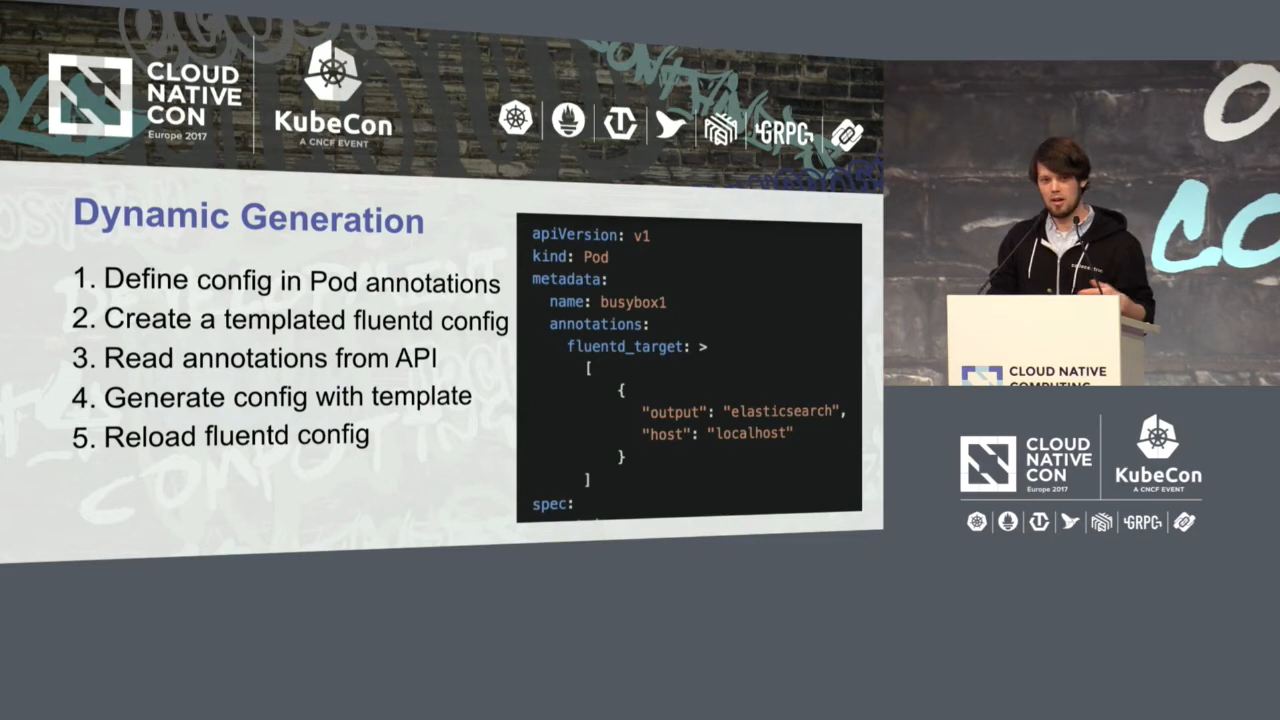 CLOUD
NATIVE
CON
Europe 2017
KubeCon
A CNCF EVENT
GRPC
Dynamic Generation
1. Define config in Pod annotations
2. Create a templated fluentd config
3. Read annotations from API
4. Generate config with template
5. Reload fluentd config
apiVersion: v1
kind: Pod
metadata:
name: busybox1
annotations:
fluentd_target: >
[
{
"output": "elasticsearch",
"host": "localhost"
}
]
spec:
CLOUD NATIVE
COMPUTING
CLOUD
NATIVE
CON
Europe 2017
KubeCon
A CNCF EVENT
GRPC